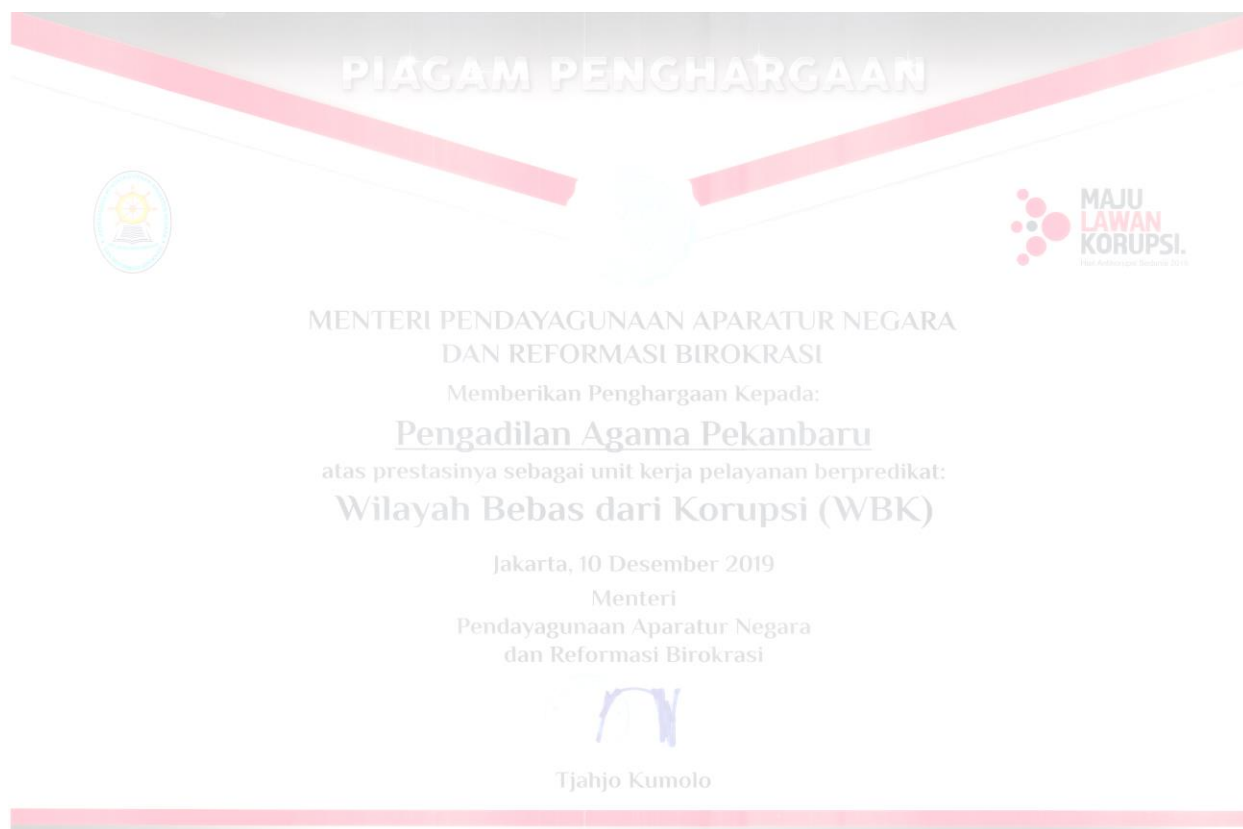 PIAGAM PENGHARGAAN
MAJU
LAWAN
KORUPSI.
MENTERI PENDAYAGUNAAN APARATUR NEGARA
DAN REFORMASI BIROKRASI
Memberikan Penghargaan Kepada:
Pengadilan Agama Pekanbaru
atas prestasinya sebagai unit kerja pelayanan berpredikat:
Wilayah Bebas dari Korupsi (WBK)
Jakarta, 10 Desember 2019
Menteri
Pendayagunaan Aparatur Negara
dan Reformasi Birokrasi
Tjahjo Kumolo